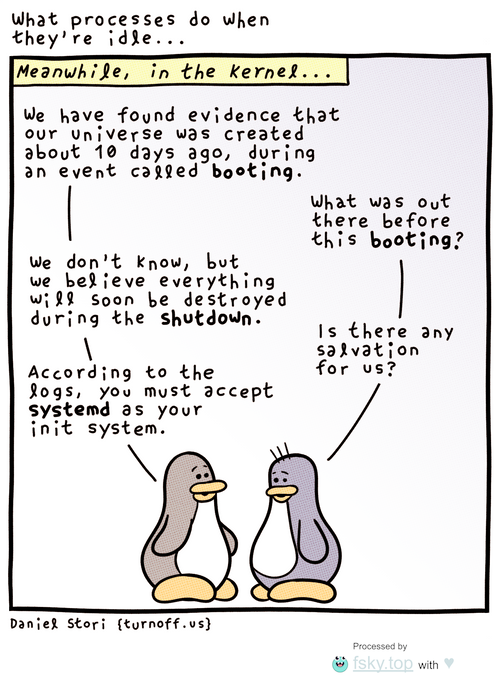 What processes do when
they're idle...
Meanwhile, in the kernel...
We have found evidence that
our universe was created
about 10 days ago, during
an event called booting.
What was out
there before
this booting?
We don't know, but
we believe everything
will soon be destroyed
during the shutdown.
Is there any
salvation
for us?
According to the
logs, you must accept
systemd as your
init system.
Daniel Stori {turnoff.us}
Processed by
fsky.top with